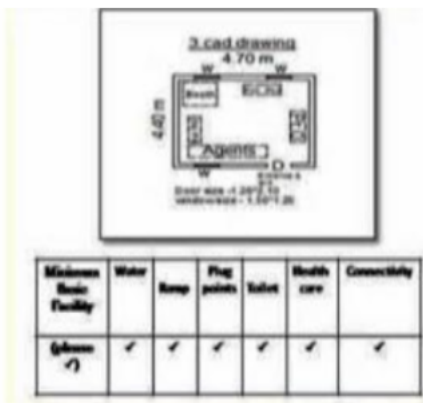 3 cad drawing
4.70 m
W W
Booth
4.40 m
Agents
W D
Door size -1.20*2.10
window size - 1.50*1.20
Minimum Basic Facility Water Ramp Plug points Toilet Health care Connectivity
(please ✓) ✓ ✓ ✓ ✓ ✓ ✓